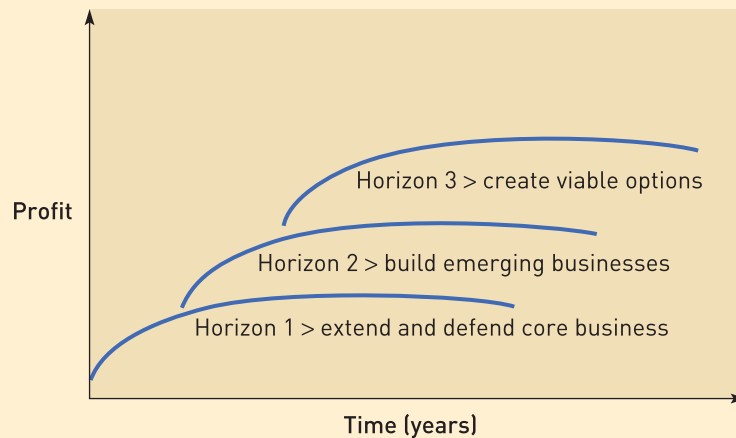 Horizon 3 > create viable options
Profit
Horizon 2 > build emerging businesses
Horizon 1 > extend and defend core business
Time (years)